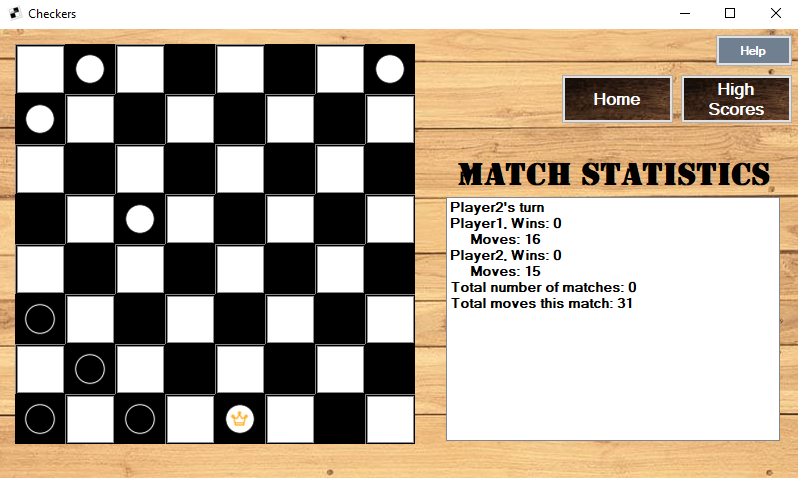 Checkers
Help
Home
High
Scores
MATCH STATISTICS
Player2's turn
Player1, Wins: 0
Moves: 16
Player2, Wins: 0
Moves: 15
Total number of matches: 0
Total moves this match: 31